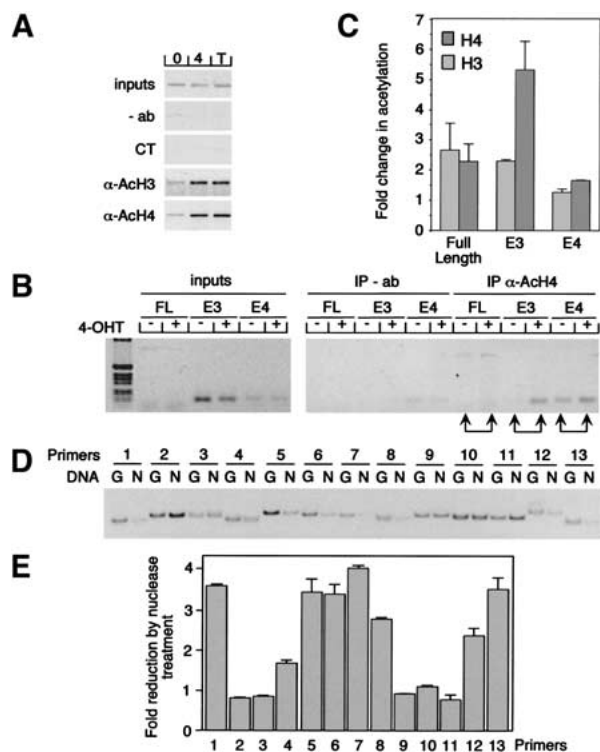 A
0 4 T
inputs
- ab
CT
α-AcH3
α-AcH4
C
Fold change in acetylation
7
6
5
4
3
2
1
0
H4
H3
Full Length
E3
E4
B
inputs
IP - ab
IP α-AcH4
FL E3 E4 FL E3 E4 FL E3 E4
4-OHT - + - + - + - + - + - + - + - + - +
D
Primers 1 2 3 4 5 6 7 8 9 10 11 12 13
DNA G N G N G N G N G N G N G N G N G N G N G N G N G N
E
Fold reduction by nuclease treatment
4
3
2
1
0
1 2 3 4 5 6 7 8 9 10 11 12 13 Primers